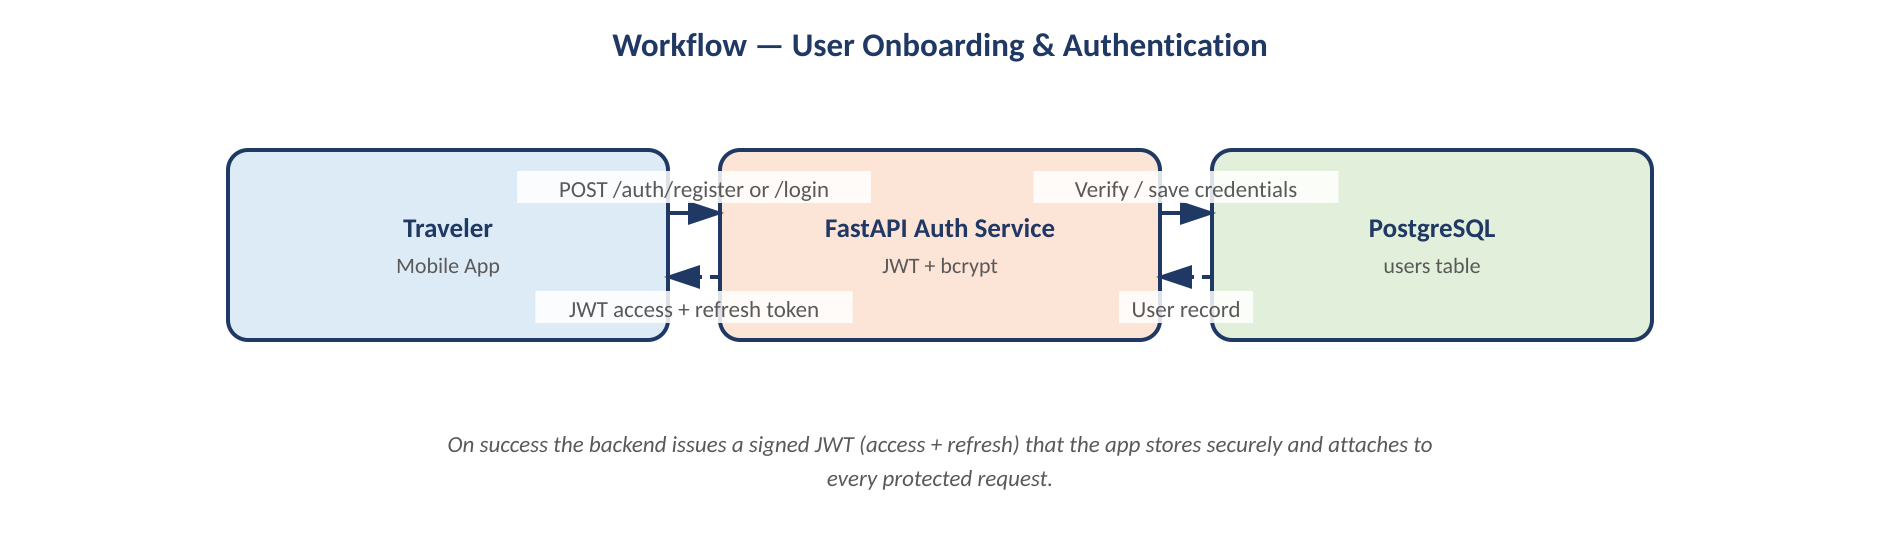 Workflow — User Onboarding & Authentication
POST /auth/register or /login
Verify / save credentials
Traveler
Mobile App
FastAPI Auth Service
JWT + bcrypt
PostgreSQL
users table
JWT access + refresh token
User record
On success the backend issues a signed JWT (access + refresh) that the app stores securely and attaches to
every protected request.